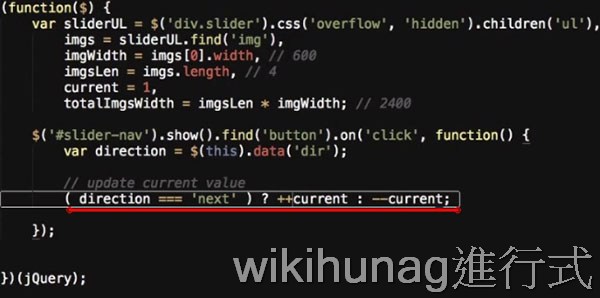 (function($) {
var sliderUL = $('div.slider').css('overflow', 'hidden').children('ul'),
imgs = sliderUL.find('img'),
imgWidth = imgs[0].width, // 600
imgsLen = imgs.length, // 4
current = 1,
totalImgsWidth = imgsLen * imgWidth; // 2400
$('#slider-nav').show().find('button').on('click', function() {
var direction = $(this).data('dir');
// update current value
( direction === 'next' ) ? ++current : --current;
});
})(jQuery);
wikihunag進行式